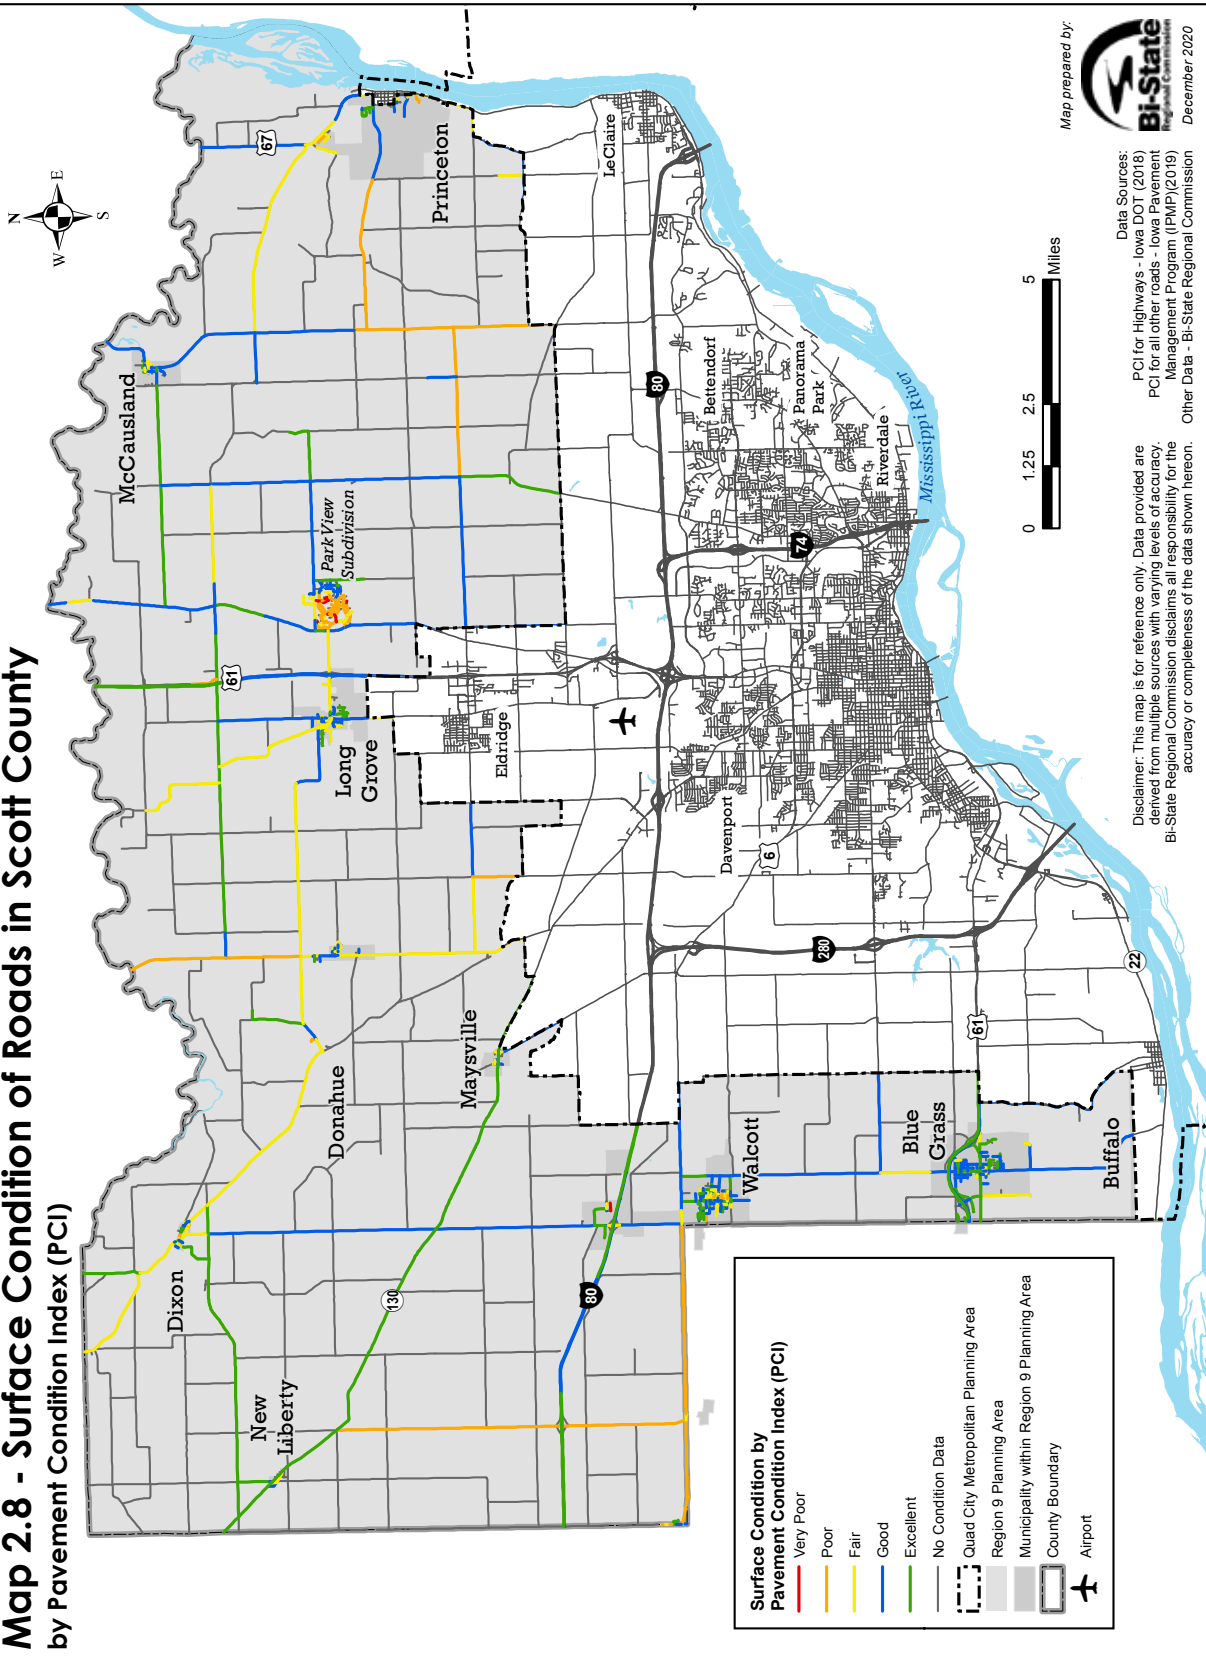 Map 2.8 - Surface Condition of Roads in Scott County
by Pavement Condition Index (PCI)
N
W
E
S
67
McCausland
Princeton
Park View
Subdivision
61
Long
Grove
LeClaire
Dixon
Donahue
Maysville
Eldridge
80
Bettendorf
Panorama
Park
Riverdale
Mississippi River
74
New
Liberty
130
80
Davenport
6
280
Walcott
Blue
Grass
61
22
Buffalo
Surface Condition by
Pavement Condition Index (PCI)
Very Poor
Poor
Fair
Good
Excellent
No Condition Data
Quad City Metropolitan Planning Area
Region 9 Planning Area
Municipality within Region 9 Planning Area
County Boundary
Airport
0
1.25
2.5
5
Miles
Disclaimer: This map is for reference only. Data provided are
derived from multiple sources with varying levels of accuracy.
Bi-State Regional Commission disclaims all responsibility for the
accuracy or completeness of the data shown hereon.
Data Sources:
PCI for Highways - Iowa DOT (2018)
PCI for all other roads - Iowa Pavement
Management Program (IPMP)(2019)
Other Data - Bi-State Regional Commission
Map prepared by:
Bi-State
Regional Commission
December 2020